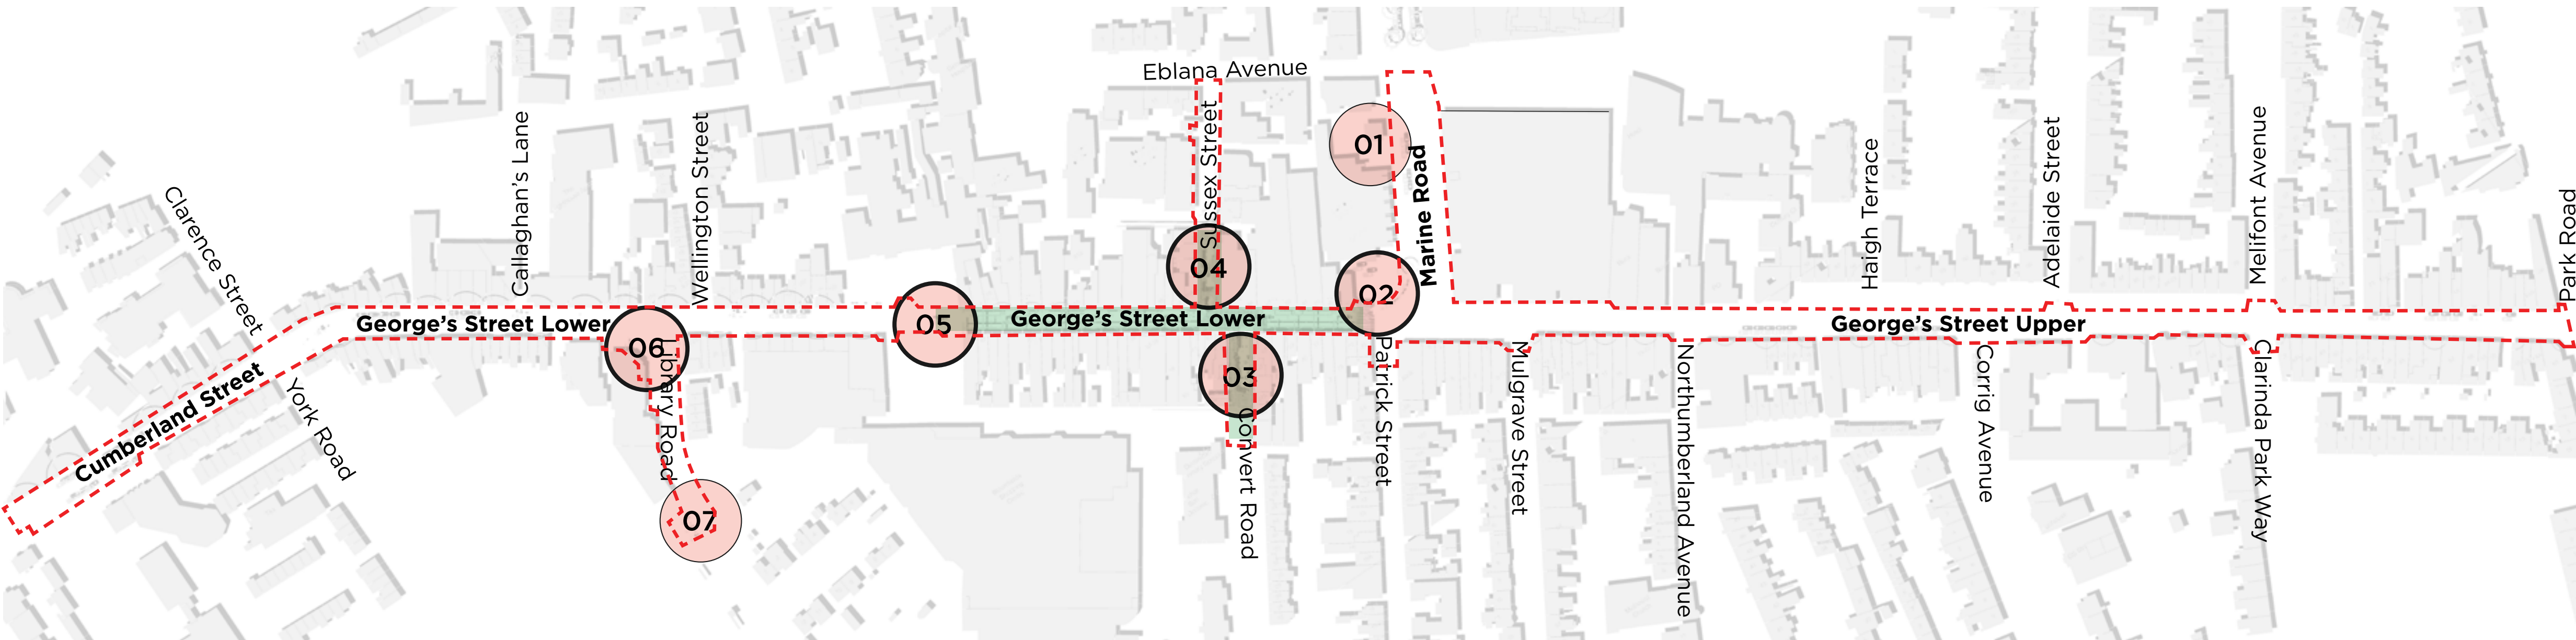 Eblana Avenue
01
Sussex Street
Marine Road
Callaghan's Lane
Wellington Street
Haigh Terrace
Adelaide Street
Mellifont Avenue
Park Road
Clarence Street
04
02
05
George's Street Lower
George's Street Lower
George's Street Upper
06
Library Road
03
Convert Road
Patrick Street
Mulgrave Street
Northumberland Avenue
Corrig Avenue
Clarinda Park Way
Cumberland Street
York Road
07